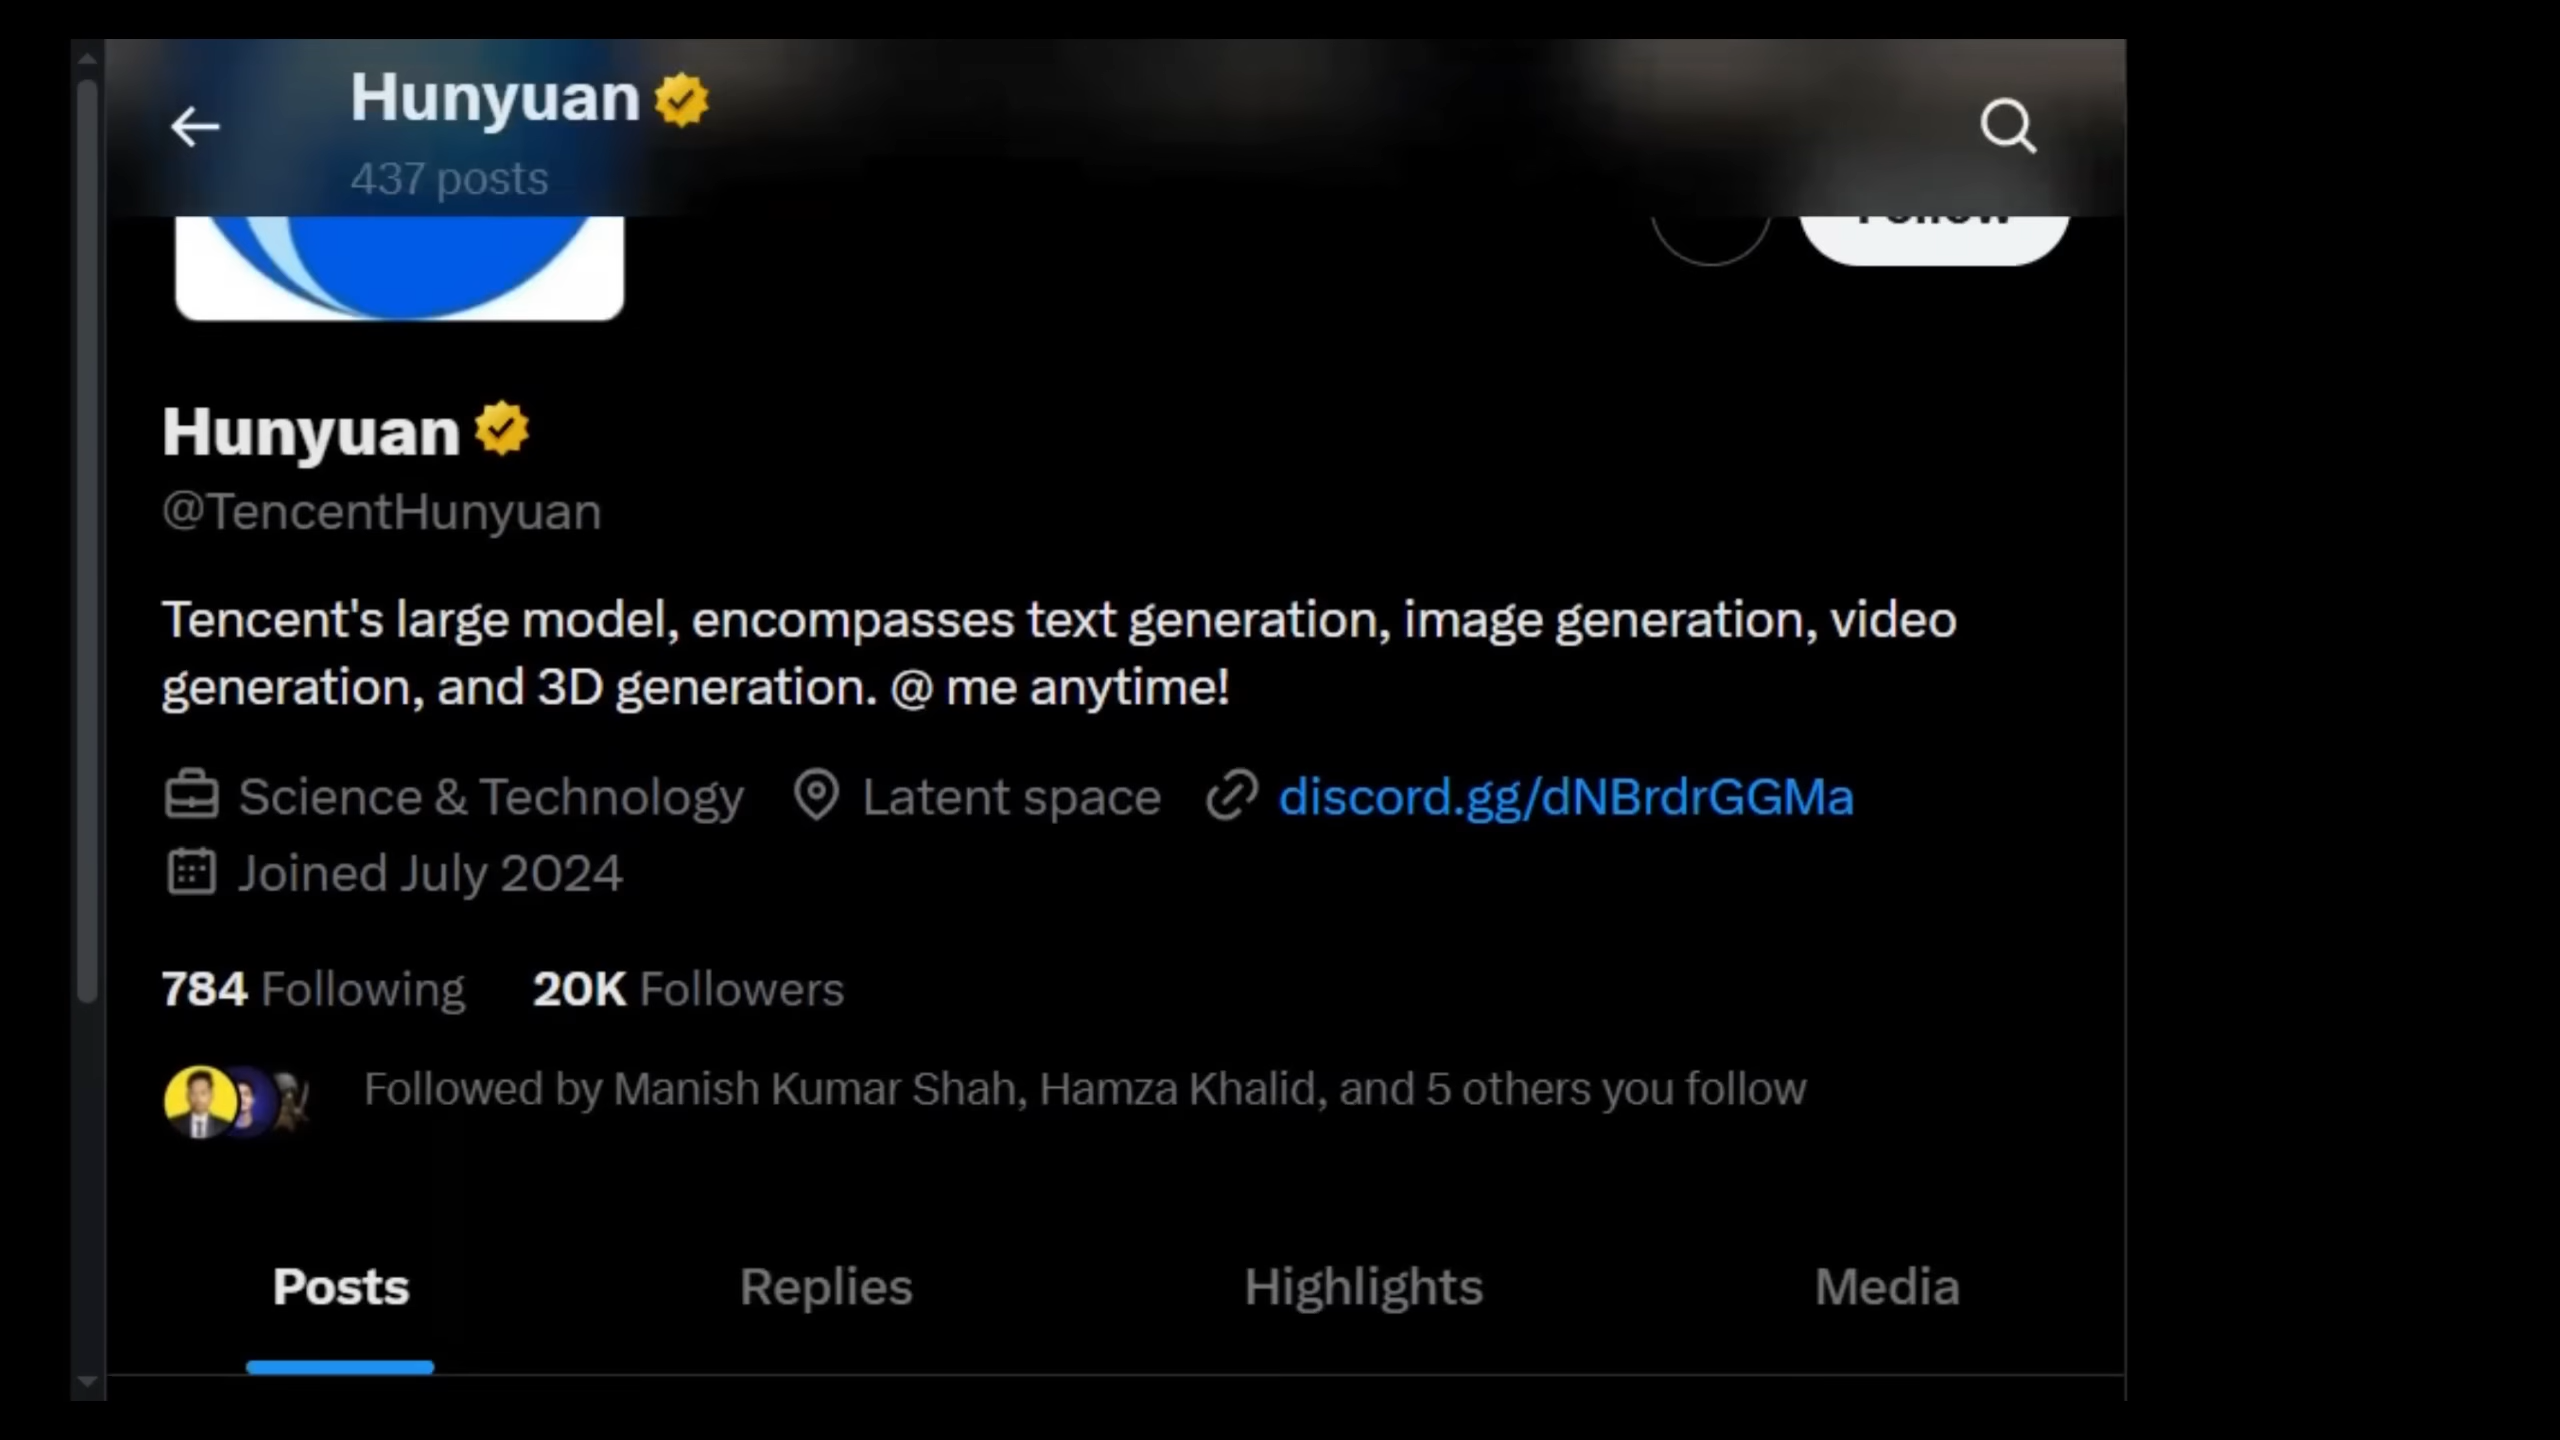 Hunyuan
437 posts
Follow
Hunyuan
@TencentHunyuan
Tencent's large model, encompasses text generation, image generation, video
generation, and 3D generation. @ me anytime!
Science & Technology Latent space discord.gg/dNBrdrGGMa
Joined July 2024
784 Following 20K Followers
Followed by Manish Kumar Shah, Hamza Khalid, and 5 others you follow
Posts Replies Highlights Media